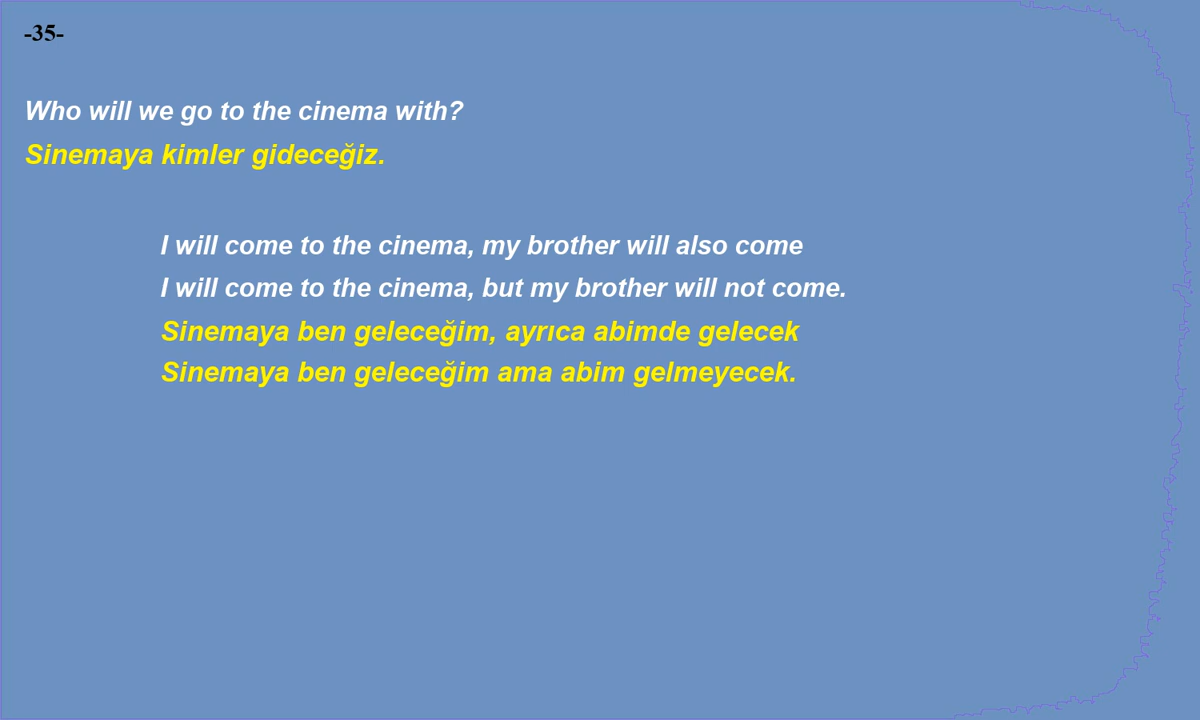 -35-
Who will we go to the cinema with?
Sinemaya kimler gideceğiz.
I will come to the cinema, my brother will also come
I will come to the cinema, but my brother will not come.
Sinemaya ben geleceğim, ayrıca abimde gelecek
Sinemaya ben geleceğim ama abim gelmeyecek.